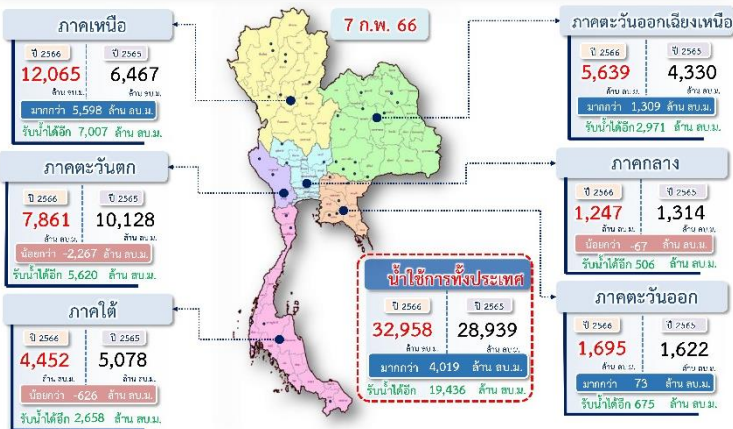 ภาคเหนือ
ปี 2566 ปี 2565
12,065 6,467
ล้าน ลบ.ม. ล้าน ลบ.ม.
มากกว่า 5,598 ล้าน ลบ.ม.
รับน้ำได้อีก 7,007 ล้าน ลบ.ม.
7 ก.พ. 66
ภาคตะวันออกเฉียงเหนือ
ปี 2566 ปี 2565
5,639 4,330
ล้าน ลบ.ม. ล้าน ลบ.ม.
มากกว่า 1,309 ล้าน ลบ.ม.
รับน้ำได้อีก 2,971 ล้าน ลบ.ม.
ภาคตะวันตก
ปี 2566 ปี 2565
7,861 10,128
ล้าน ลบ.ม. ล้าน ลบ.ม.
น้อยกว่า -2,267 ล้าน ลบ.ม.
รับน้ำได้อีก 5,620 ล้าน ลบ.ม.
ภาคกลาง
ปี 2566 ปี 2565
1,247 1,314
ล้าน ลบ.ม. ล้าน ลบ.ม.
น้อยกว่า -67 ล้าน ลบ.ม.
รับน้ำได้อีก 506 ล้าน ลบ.ม.
ภาคใต้
ปี 2566 ปี 2565
4,452 5,078
ล้าน ลบ.ม. ล้าน ลบ.ม.
น้อยกว่า -626 ล้าน ลบ.ม.
รับน้ำได้อีก 2,658 ล้าน ลบ.ม.
น้ำใช้การทั้งประเทศ
ปี 2566 ปี 2565
32,958 28,939
ล้าน ลบ.ม. ล้าน ลบ.ม.
มากกว่า 4,019 ล้าน ลบ.ม.
รับน้ำได้อีก 19,436 ล้าน ลบ.ม.
ภาคตะวันออก
ปี 2566 ปี 2565
1,695 1,622
ล้าน ลบ.ม. ล้าน ลบ.ม.
มากกว่า 73 ล้าน ลบ.ม.
รับน้ำได้อีก 675 ล้าน ลบ.ม.